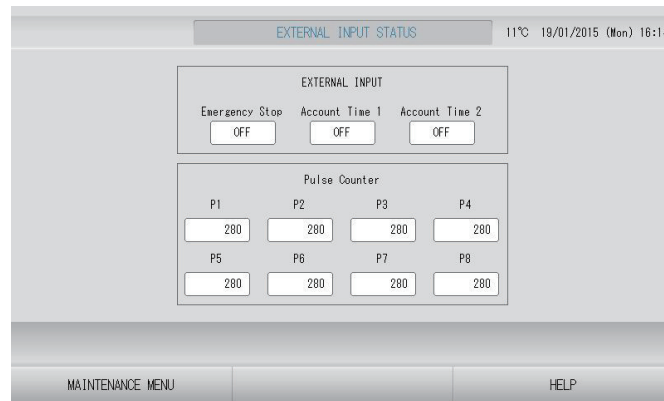 EXTERNAL INPUT STATUS 11℃ 19/01/2015 (Mon) 16:1
EXTERNAL INPUT
Emergency Stop Account Time 1 Account Time 2
OFF OFF OFF
Pulse Counter
P1 P2 P3 P4
280 280 280 280
P5 P6 P7 P8
280 280 280 280
MAINTENANCE MENU HELP